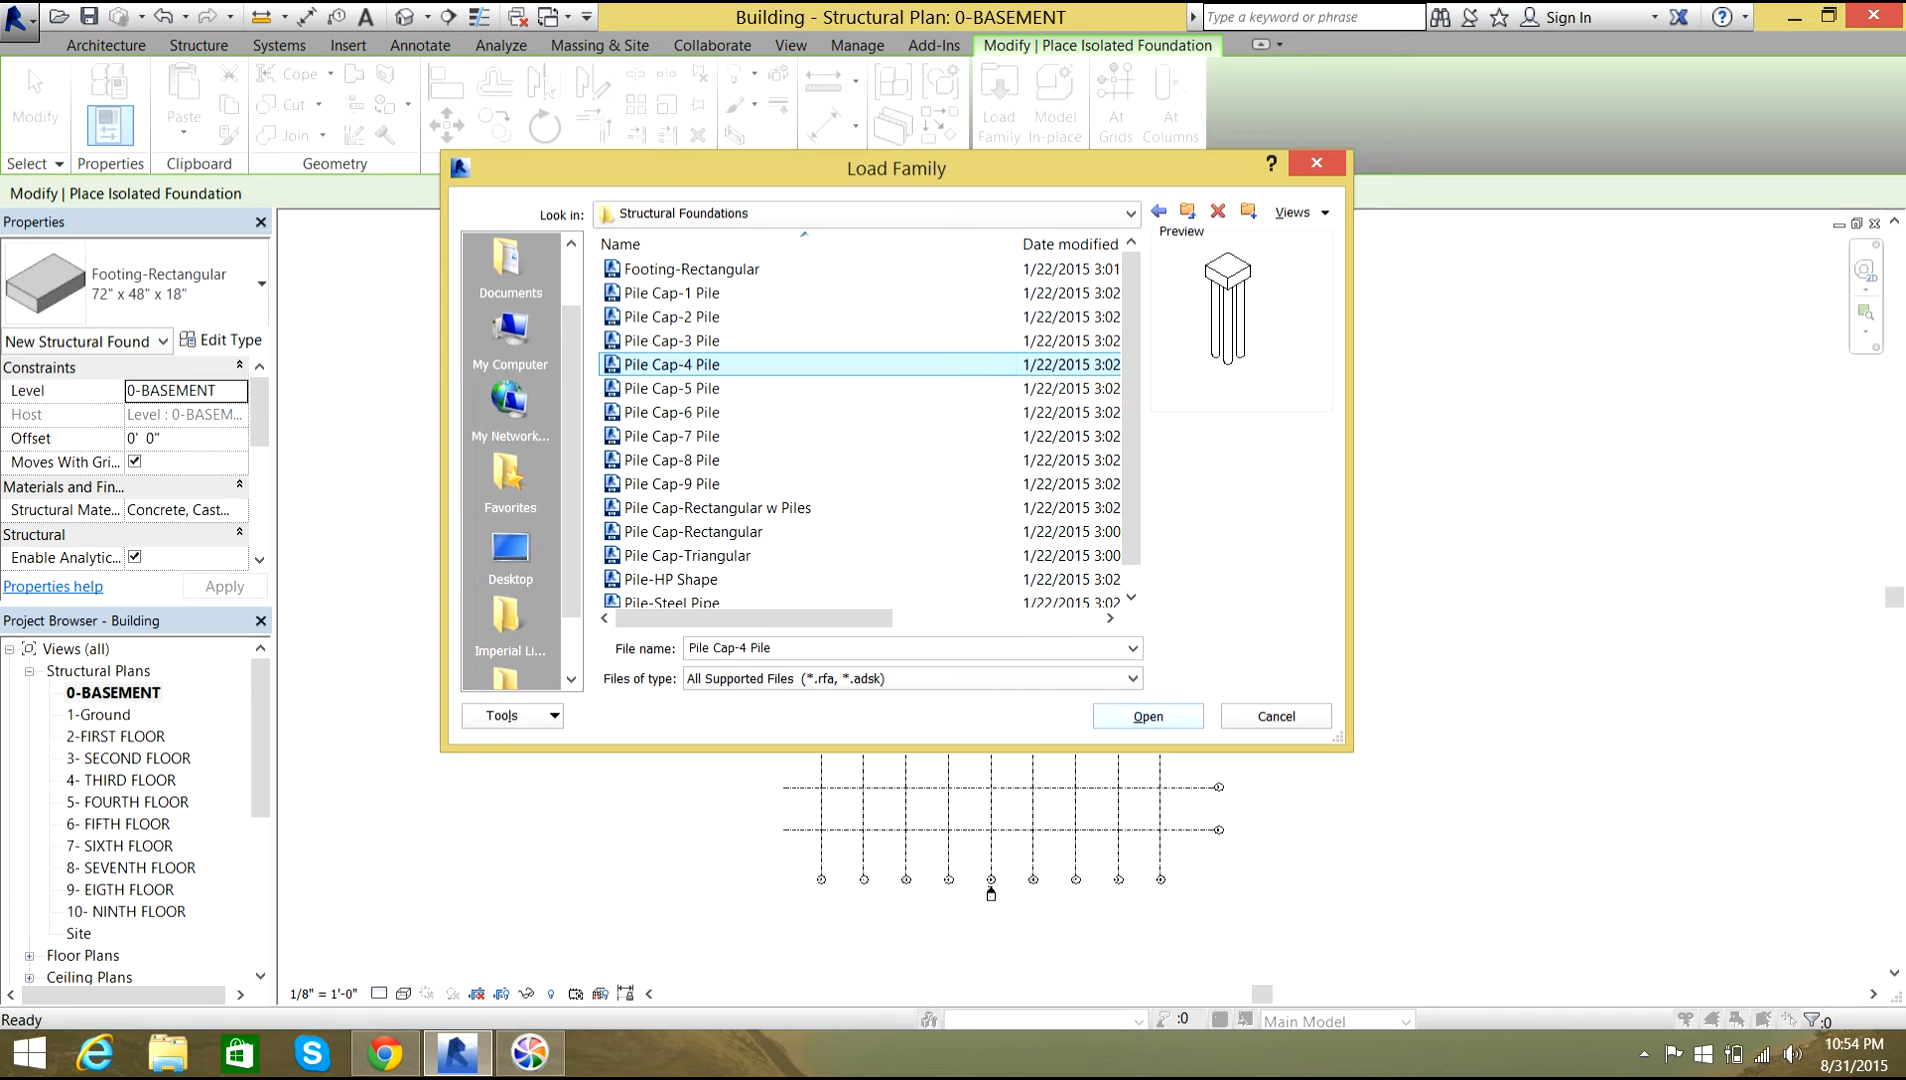 Building - Structural Plan: 0-BASEMENT
Type a keyword or phrase
Sign In
Architecture
Structure
Systems
Insert
Annotate
Analyze
Massing & Site
Collaborate
View
Manage
Add-Ins
Modify | Place Isolated Foundation
Modify
Paste
Cope
Cut
Join
Load Family
Model In-place
At Grids
At Columns
Select
Properties
Clipboard
Geometry
Modify | Place Isolated Foundation
Properties
Footing-Rectangular
72" x 48" x 18"
New Structural Found
Edit Type
Constraints
Level
0-BASEMENT
Host
Level : 0-BASEM...
Offset
0' 0"
Moves With Gri...
Materials and Fin...
Structural Mate...
Concrete, Cast...
Structural
Enable Analytic...
Properties help
Apply
Project Browser - Building
Views (all)
Structural Plans
0-BASEMENT
1-Ground
2-FIRST FLOOR
3- SECOND FLOOR
4- THIRD FLOOR
5- FOURTH FLOOR
6- FIFTH FLOOR
7- SIXTH FLOOR
8- SEVENTH FLOOR
9- EIGTH FLOOR
10- NINTH FLOOR
Site
Floor Plans
Ceiling Plans
Load Family
Look in:
Structural Foundations
Views
Preview
Documents
My Computer
My Network...
Favorites
Desktop
Imperial Li...
Name
Date modified
Footing-Rectangular 1/22/2015 3:01
Pile Cap-1 Pile 1/22/2015 3:02
Pile Cap-2 Pile 1/22/2015 3:02
Pile Cap-3 Pile 1/22/2015 3:02
Pile Cap-4 Pile 1/22/2015 3:02
Pile Cap-5 Pile 1/22/2015 3:02
Pile Cap-6 Pile 1/22/2015 3:02
Pile Cap-7 Pile 1/22/2015 3:02
Pile Cap-8 Pile 1/22/2015 3:02
Pile Cap-9 Pile 1/22/2015 3:02
Pile Cap-Rectangular w Piles 1/22/2015 3:02
Pile Cap-Rectangular 1/22/2015 3:00
Pile Cap-Triangular 1/22/2015 3:00
Pile-HP Shape 1/22/2015 3:02
Pile-Steel Pipe 1/22/2015 3:02
File name:
Pile Cap-4 Pile
Files of type:
All Supported Files (*.rfa, *.adsk)
Tools
Open
Cancel
1/8" = 1'-0"
Ready
:0
Main Model
:0
10:54 PM
8/31/2015